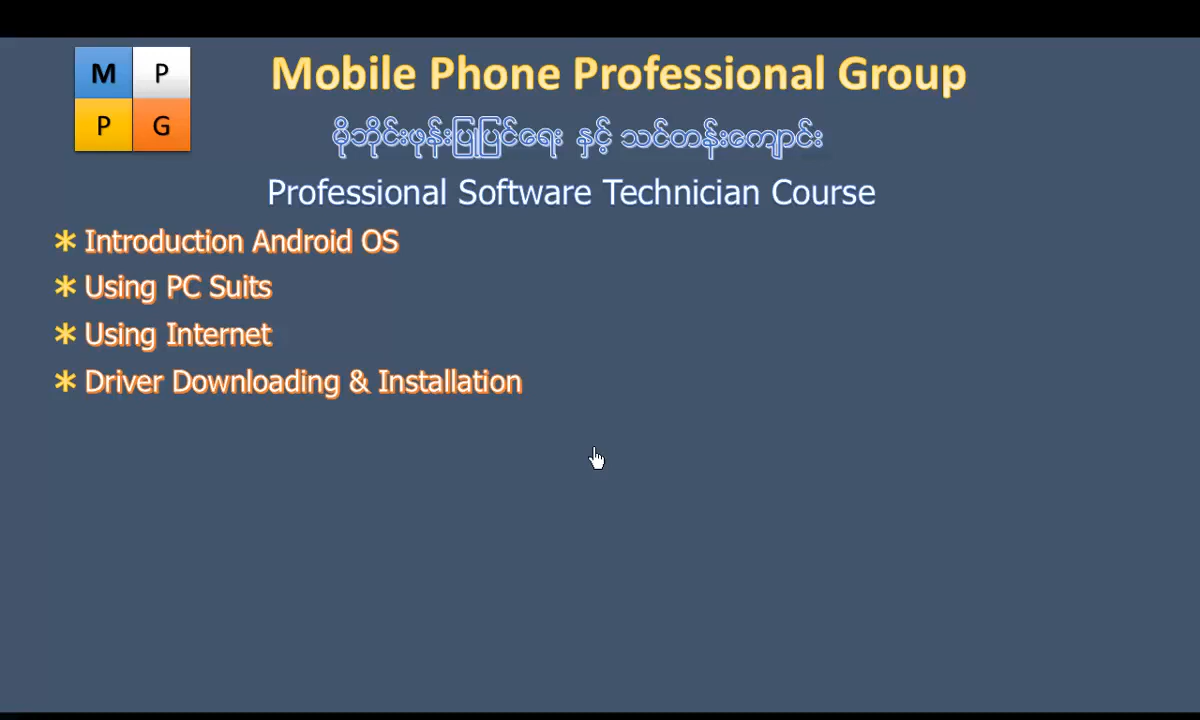 M P
P G
Mobile Phone Professional Group
မိုဘိုင်းဖုန်းပြုပြင်ရေး နှင့် သင်တန်းကျောင်း
Professional Software Technician Course
* Introduction Android OS
* Using PC Suits
* Using Internet
* Driver Downloading & Installation